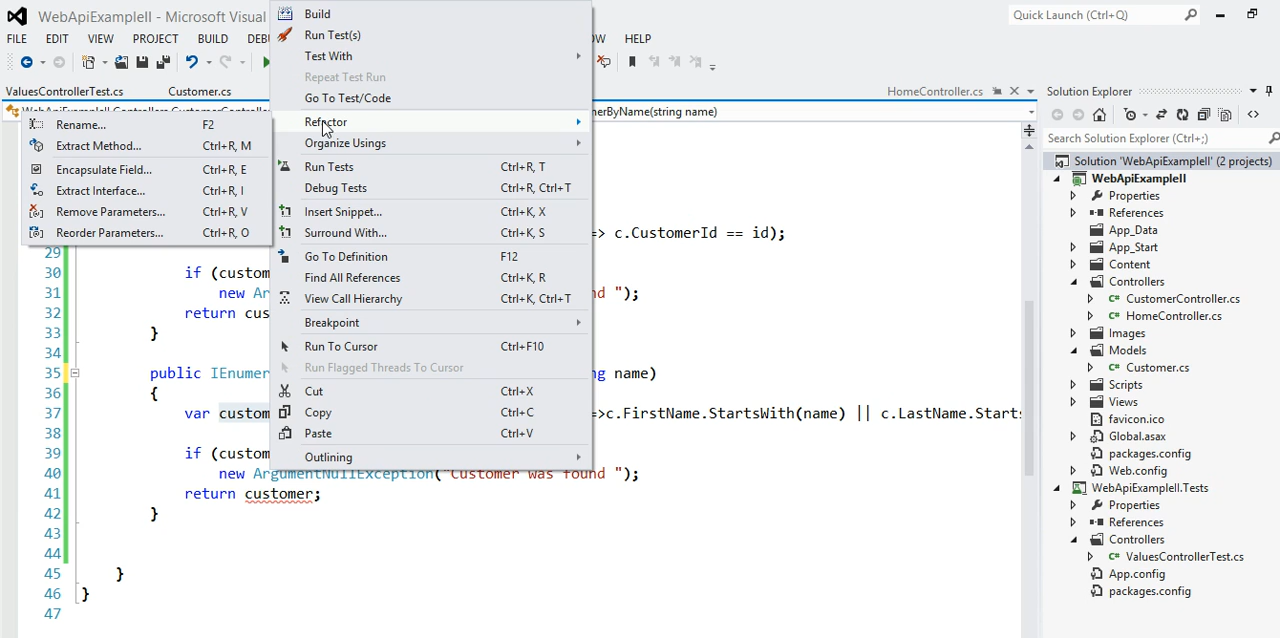 WebApiExampleII - Microsoft Visual
Quick Launch (Ctrl+Q)
FILE EDIT VIEW PROJECT BUILD DEBU
OW HELP
ValuesControllerTest.cs Customer.cs
HomeController.cs
WebApiExampleII.Controllers.CustomerController
merByName(string name)
Build
Run Test(s)
Test With
Repeat Test Run
Go To Test/Code
Refactor
Organize Usings
Run Tests Ctrl+R, T
Debug Tests Ctrl+R, Ctrl+T
Insert Snippet... Ctrl+K, X
Surround With... Ctrl+K, S
Go To Definition F12
Find All References Ctrl+K, R
View Call Hierarchy Ctrl+K, Ctrl+T
Breakpoint
Run To Cursor Ctrl+F10
Run Flagged Threads To Cursor
Cut Ctrl+X
Copy Ctrl+C
Paste Ctrl+V
Outlining
Rename... F2
Extract Method... Ctrl+R, M
Encapsulate Field... Ctrl+R, E
Extract Interface... Ctrl+R, I
Remove Parameters... Ctrl+R, V
Reorder Parameters... Ctrl+R, O
=> c.CustomerId == id);
29
30 if (custom
31 new Ar nd ");
32 return cus
33 }
34
35 public IEnumer ng name)
36 {
37 var custom =>c.FirstName.StartsWith(name) || c.LastName.Starts
38
39 if (custom
40 new ArgumentNullException("Customer was found ");
41 return customer;
42 }
43
44
45 }
46 }
47
Solution Explorer
Search Solution Explorer (Ctrl+;)
Solution 'WebApiExampleII' (2 projects)
WebApiExampleII
Properties
References
App_Data
App_Start
Content
Controllers
C# CustomerController.cs
C# HomeController.cs
Images
Models
C# Customer.cs
Scripts
Views
favicon.ico
Global.asax
packages.config
Web.config
WebApiExampleII.Tests
Properties
References
Controllers
C# ValuesControllerTest.cs
App.config
packages.config